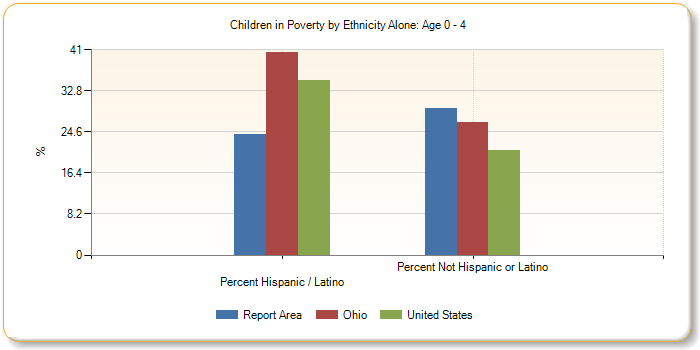 Children in Poverty by Ethnicity Alone: Age 0 - 4
41
32.8
24.6
16.4
8.2
0
%
Percent Hispanic / Latino
Percent Not Hispanic or Latino
Report Area
Ohio
United States